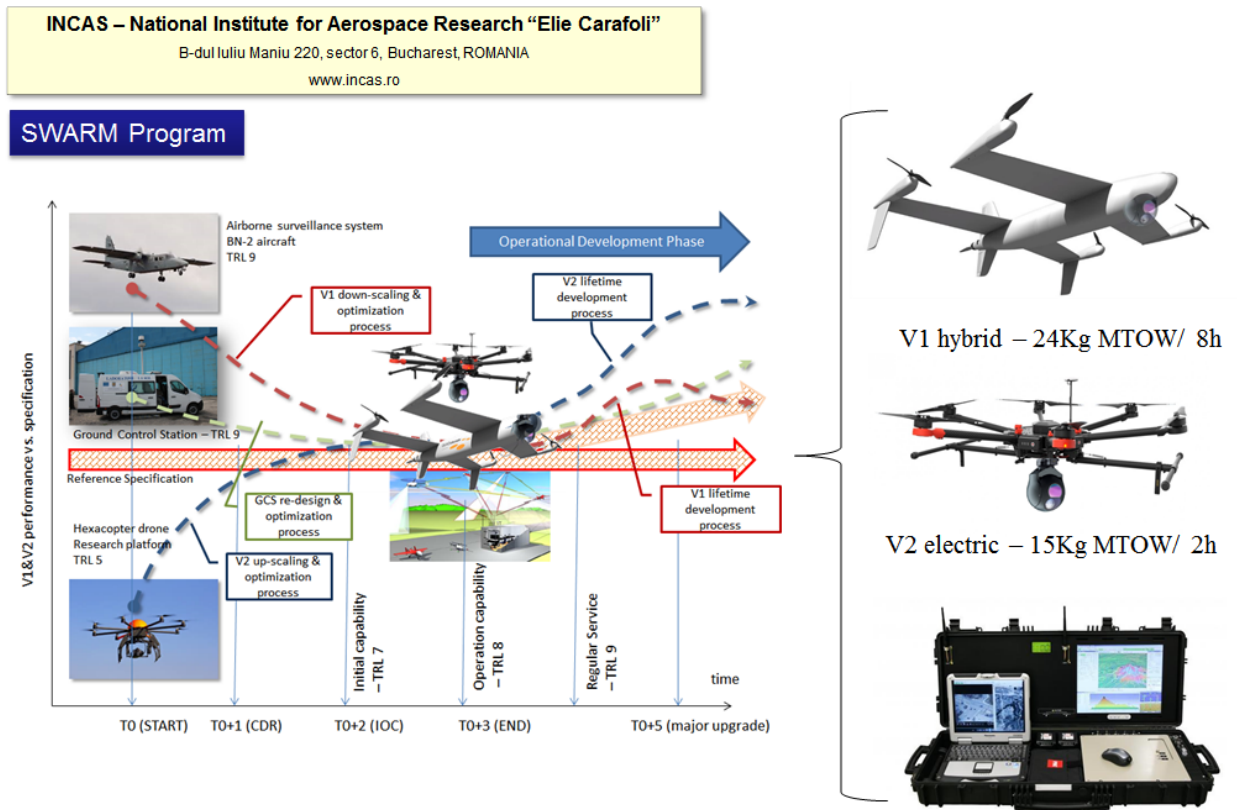 INCAS – National Institute for Aerospace Research “Elie Carafoli”
B-dul Iuliu Maniu 220, sector 6, Bucharest, ROMANIA
www.incas.ro
SWARM Program
V1&V2 performance v s. specification
Airborne surveillance system
BN-2 aircraft
TRL 9
Operational Development Phase
V1 down-scaling &
optimization
process
V2 lifetime
development
process
Ground Control Station – TRL 9
Reference Specification
GCS re-design &
optimization
process
V1 lifetime
development
process
Hexacopter drone
Research platform
TRL 5
V2 up-scaling &
optimization
process
Initial capability
– TRL 7
Operation capability
– TRL 8
Regular Service
– TRL 9
time
T0 (START)
T0+1 (CDR)
T0+2 (IOC)
T0+3 (END)
T0+5 (major upgrade)
V1 hybrid – 24Kg MTOW/ 8h
V2 electric – 15Kg MTOW/ 2h